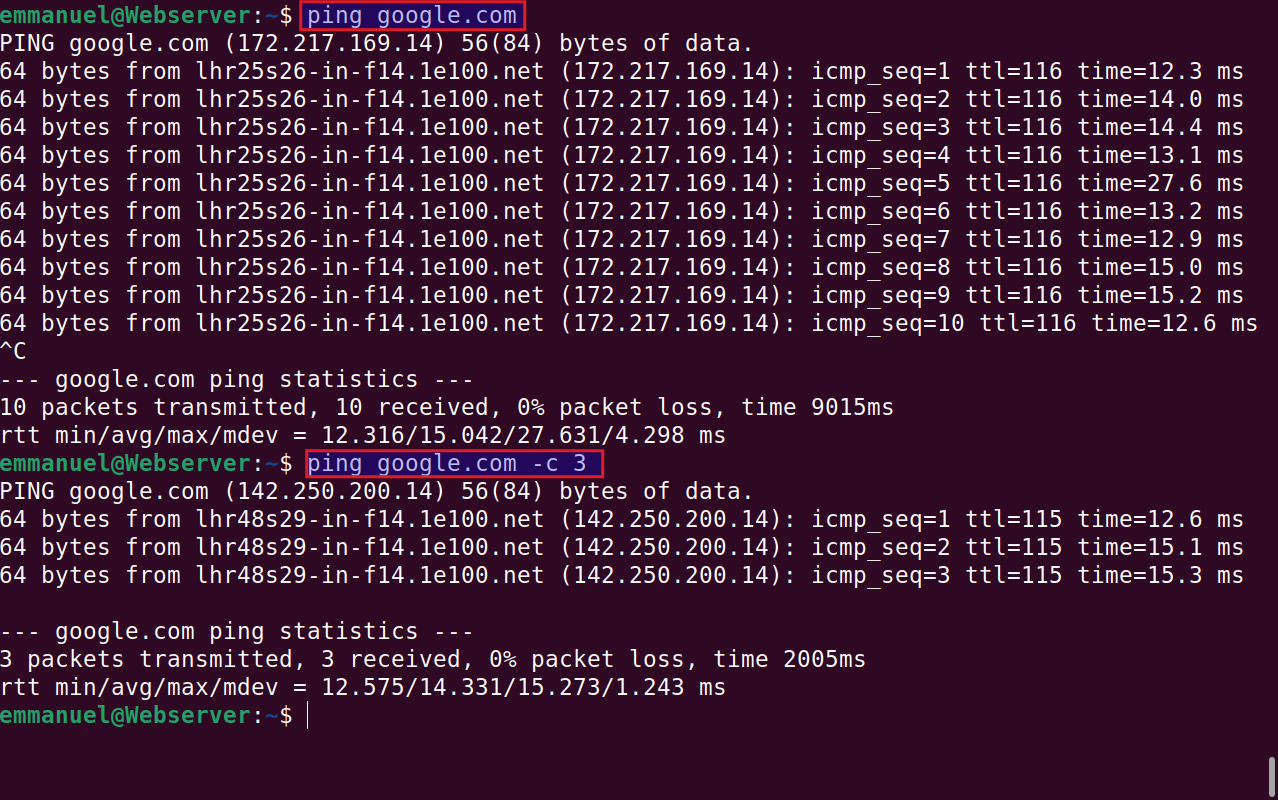 emmanuel@Webserver:~$ ping google.com
PING google.com (172.217.169.14) 56(84) bytes of data.
64 bytes from lhr25s26-in-f14.1e100.net (172.217.169.14): icmp_seq=1 ttl=116 time=12.3 ms
64 bytes from lhr25s26-in-f14.1e100.net (172.217.169.14): icmp_seq=2 ttl=116 time=14.0 ms
64 bytes from lhr25s26-in-f14.1e100.net (172.217.169.14): icmp_seq=3 ttl=116 time=14.4 ms
64 bytes from lhr25s26-in-f14.1e100.net (172.217.169.14): icmp_seq=4 ttl=116 time=13.1 ms
64 bytes from lhr25s26-in-f14.1e100.net (172.217.169.14): icmp_seq=5 ttl=116 time=27.6 ms
64 bytes from lhr25s26-in-f14.1e100.net (172.217.169.14): icmp_seq=6 ttl=116 time=13.2 ms
64 bytes from lhr25s26-in-f14.1e100.net (172.217.169.14): icmp_seq=7 ttl=116 time=12.9 ms
64 bytes from lhr25s26-in-f14.1e100.net (172.217.169.14): icmp_seq=8 ttl=116 time=15.0 ms
64 bytes from lhr25s26-in-f14.1e100.net (172.217.169.14): icmp_seq=9 ttl=116 time=15.2 ms
64 bytes from lhr25s26-in-f14.1e100.net (172.217.169.14): icmp_seq=10 ttl=116 time=12.6 ms
^C
--- google.com ping statistics ---
10 packets transmitted, 10 received, 0% packet loss, time 9015ms
rtt min/avg/max/mdev = 12.316/15.042/27.631/4.298 ms
emmanuel@Webserver:~$ ping google.com -c 3
PING google.com (142.250.200.14) 56(84) bytes of data.
64 bytes from lhr48s29-in-f14.1e100.net (142.250.200.14): icmp_seq=1 ttl=115 time=12.6 ms
64 bytes from lhr48s29-in-f14.1e100.net (142.250.200.14): icmp_seq=2 ttl=115 time=15.1 ms
64 bytes from lhr48s29-in-f14.1e100.net (142.250.200.14): icmp_seq=3 ttl=115 time=15.3 ms
--- google.com ping statistics ---
3 packets transmitted, 3 received, 0% packet loss, time 2005ms
rtt min/avg/max/mdev = 12.575/14.331/15.273/1.243 ms
emmanuel@Webserver:~$